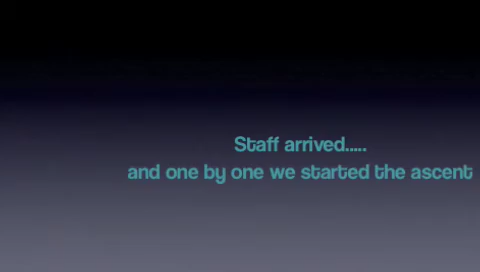 Staff arrived.....
and one by one we started the ascent